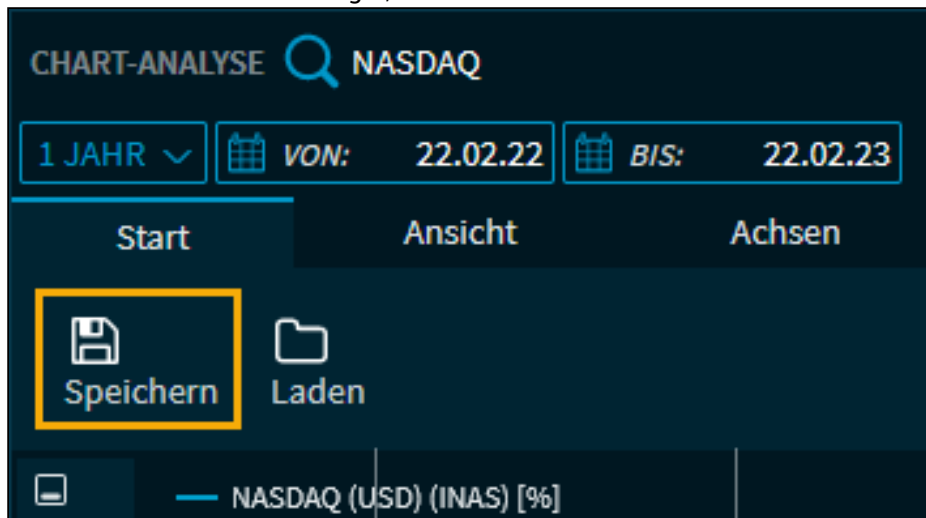 CHART-ANALYSE NASDAQ
1 JAHR VON: 22.02.22 BIS: 22.02.23
Start Ansicht Achsen
Speichern Laden
NASDAQ (USD) (INAS) [%]